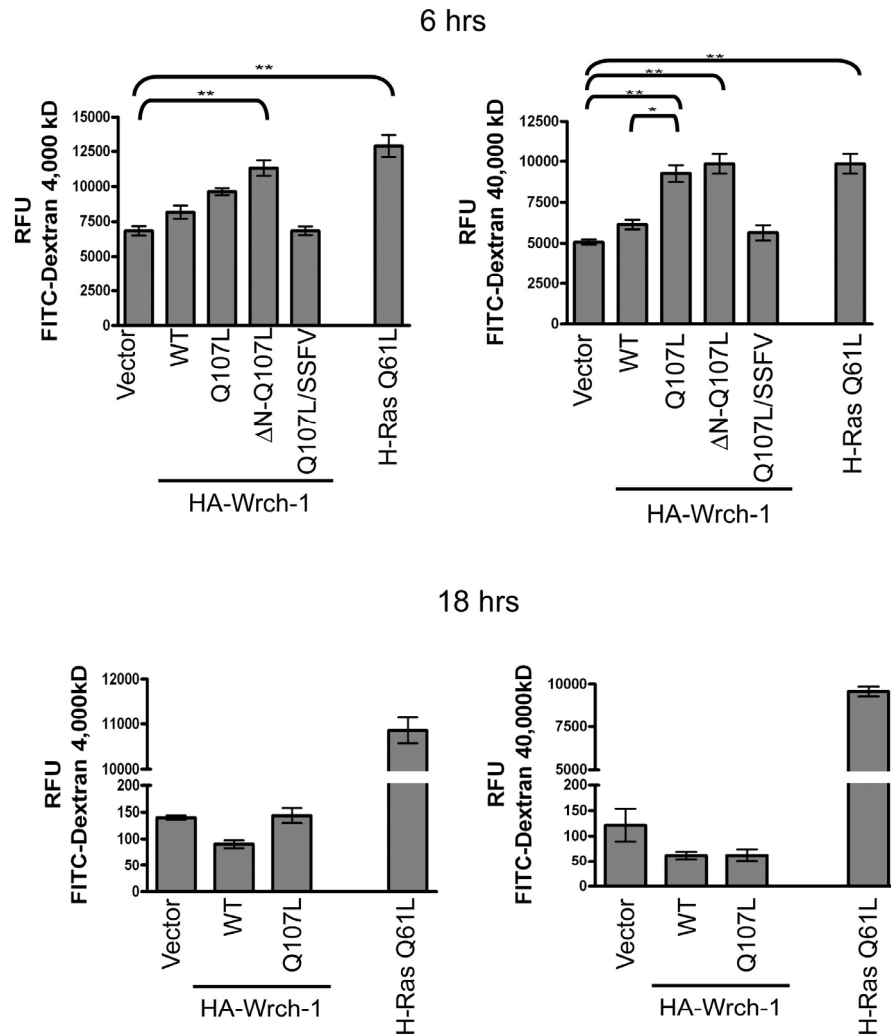 6 hrs
** **
** **
** *
RFU
FITC-Dextran 4,000 kD
15000
12500
10000
7500
5000
2500
0
Vector
WT
Q107L
ΔN-Q107L
Q107L/SSFV
H-Ras Q61L
HA-Wrch-1
RFU
FITC-Dextran 40,000 kD
12500
10000
7500
5000
2500
0
Vector
WT
Q107L
ΔN-Q107L
Q107L/SSFV
H-Ras Q61L
HA-Wrch-1
18 hrs
RFU
FITC-Dextran 4,000kD
12000
11000
10000
200
150
100
50
0
Vector
WT
Q107L
H-Ras Q61L
HA-Wrch-1
RFU
FITC-Dextran 40,000kD
10000
7500
5000
200
150
100
50
0
Vector
WT
Q107L
H-Ras Q61L
HA-Wrch-1